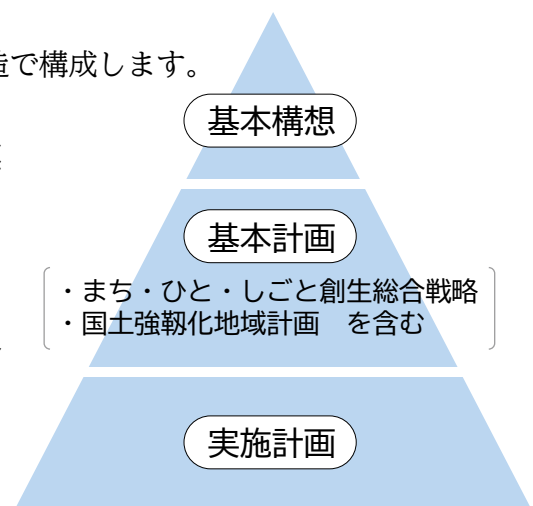 造で構成します。
基本構想
基本計画
・まち・ひと・しごと創生総合戦略
・国土強靱化地域計画　を含む
実施計画